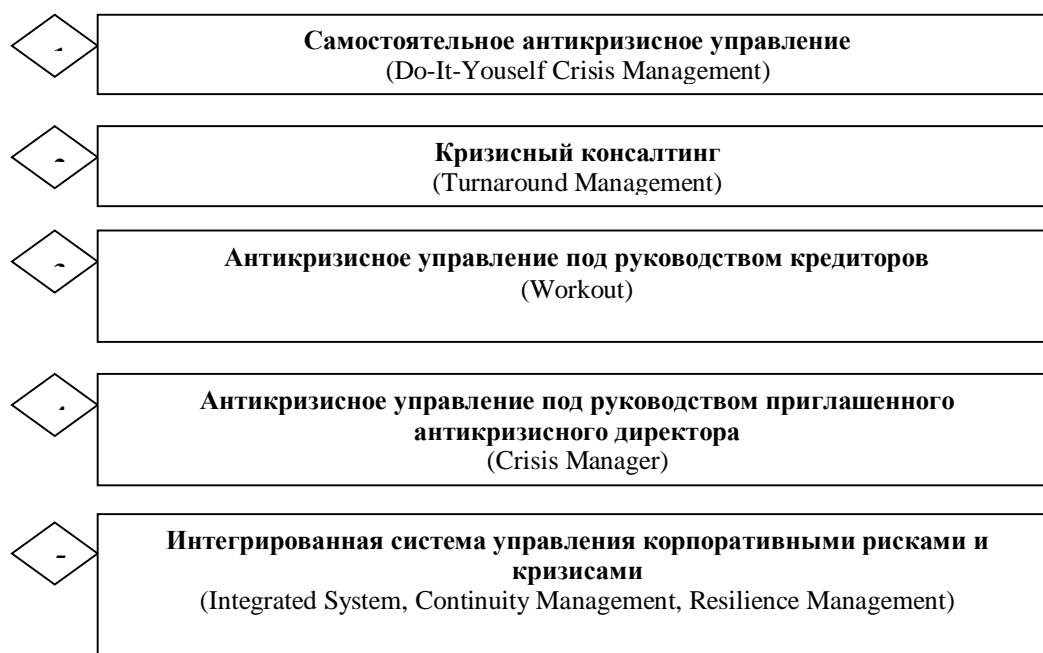 Самостоятельное антикризисное управление
(Do-It-Youself Crisis Management)
Кризисный консалтинг
(Turnaround Management)
Антикризисное управление под руководством кредиторов
(Workout)
Антикризисное управление под руководством приглашенного
антикризисного директора
(Crisis Manager)
Интегрированная система управления корпоративными рисками и
кризисами
(Integrated System, Continuity Management, Resilience Management)